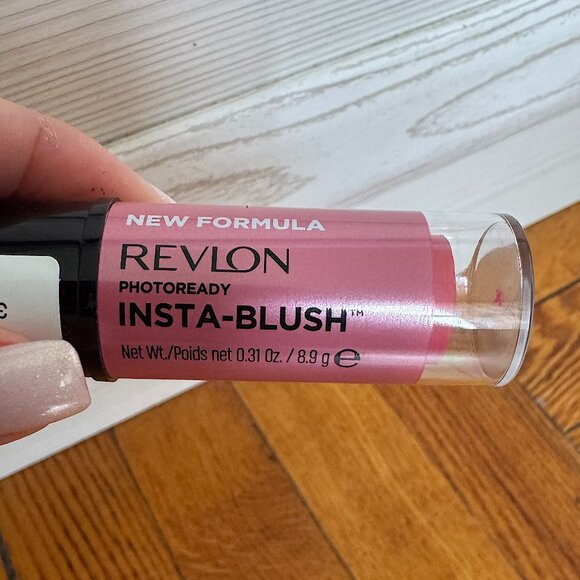 NEW FORMULA
REVLON
PHOTOREADY
INSTA-BLUSH™
Net Wt./Poids net 0.31 Oz. / 8.9 g ℮